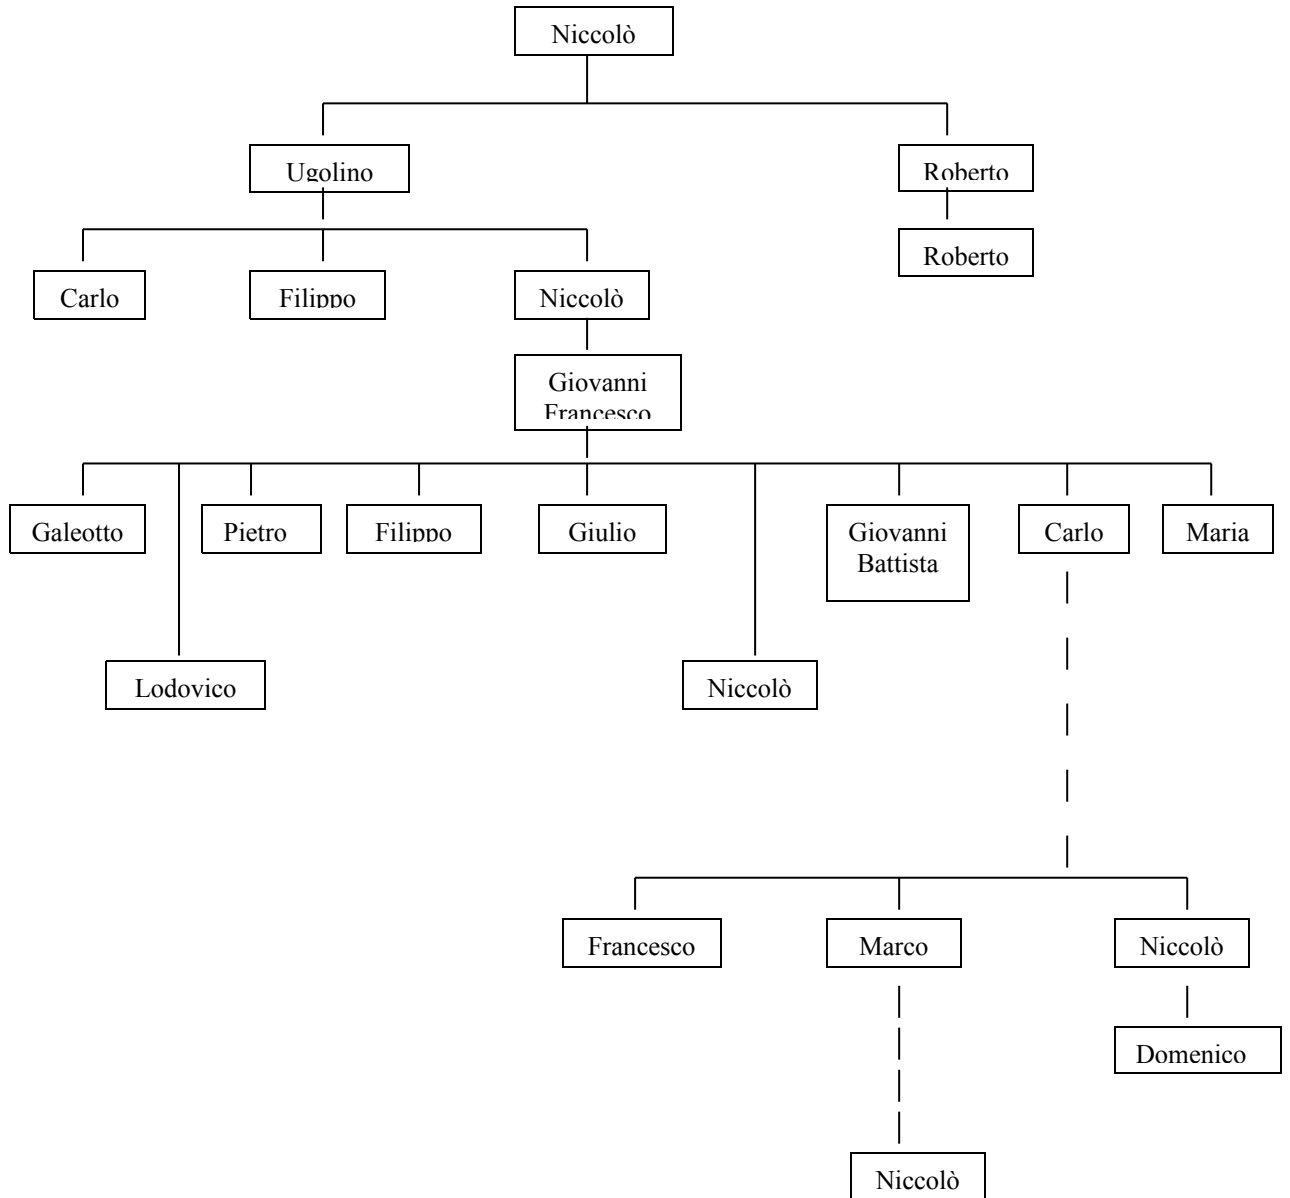 Niccolò
Ugolino
Roberto
Roberto
Carlo
Filippo
Niccolò
Giovanni
Francesco
Galeotto
Pietro
Filippo
Giulio
Giovanni
Battista
Carlo
Maria
Lodovico
Niccolò
Francesco
Marco
Niccolò
Domenico
Niccolò